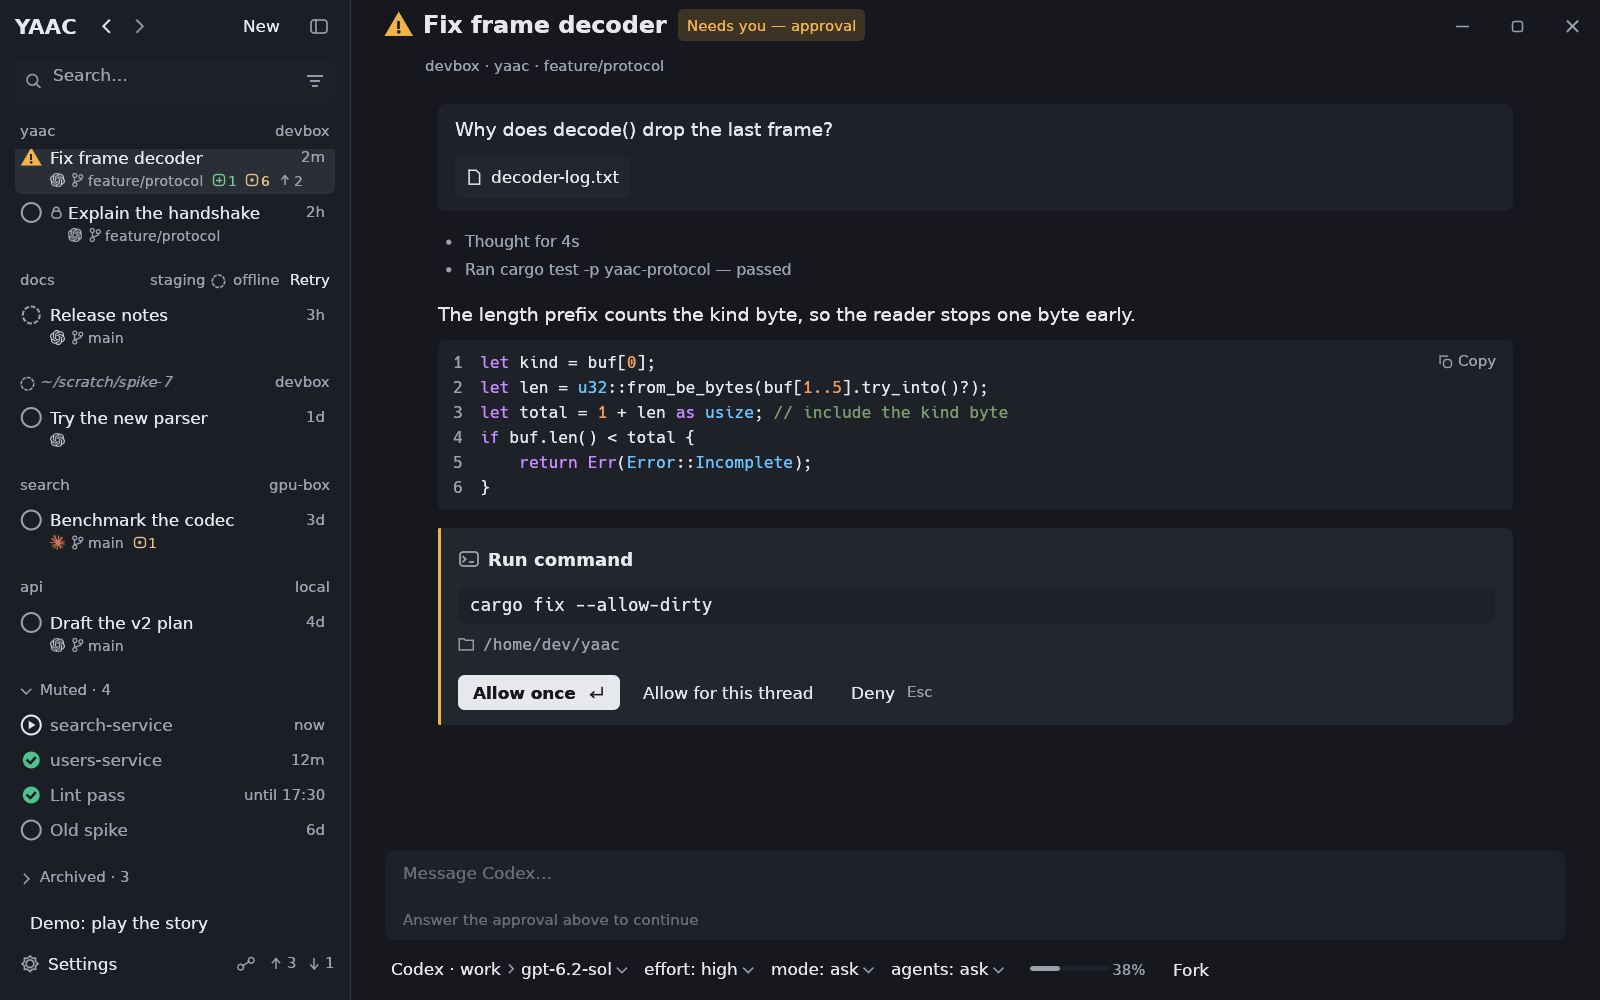 YAAC
New
Search…
yaac devbox
Fix frame decoder 2m
feature/protocol 1 6 ↑ 2
Explain the handshake 2h
feature/protocol
docs staging offline Retry
Release notes 3h
main
~/scratch/spike-7 devbox
Try the new parser 1d
search gpu-box
Benchmark the codec 3d
main 1
api local
Draft the v2 plan 4d
main
Muted · 4
search-service now
users-service 12m
Lint pass until 17:30
Old spike 6d
Archived · 3
Demo: play the story
Settings ↑ 3 ↓ 1
Fix frame decoder Needs you — approval
devbox · yaac · feature/protocol
Why does decode() drop the last frame?
decoder-log.txt
• Thought for 4s
• Ran cargo test -p yaac-protocol — passed
The length prefix counts the kind byte, so the reader stops one byte early.
Copy
1 let kind = buf[0];
2 let len = u32::from_be_bytes(buf[1..5].try_into()?);
3 let total = 1 + len as usize; // include the kind byte
4 if buf.len() < total {
5     return Err(Error::Incomplete);
6 }
Run command
cargo fix --allow-dirty
/home/dev/yaac
Allow once ↵ Allow for this thread Deny Esc
Message Codex…
Answer the approval above to continue
Codex · work › gpt-6.2-sol effort: high mode: ask agents: ask 38% Fork